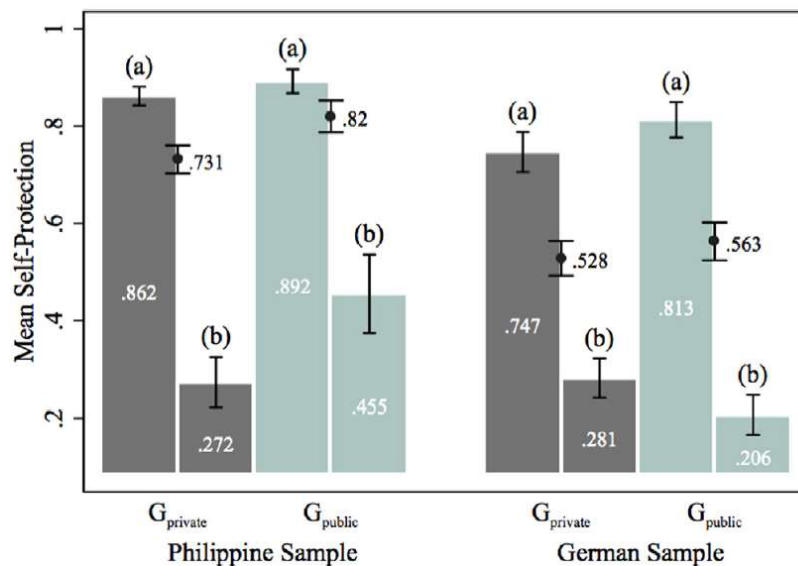 Mean Self-Protection
1
.8
.6
.4
.2
(a)
.862
.731
(b)
.272
(a)
.892
.82
(b)
.455
(a)
.747
.528
(b)
.281
(a)
.813
.563
(b)
.206
Gprivate
Gpublic
Gprivate
Gpublic
Philippine Sample
German Sample